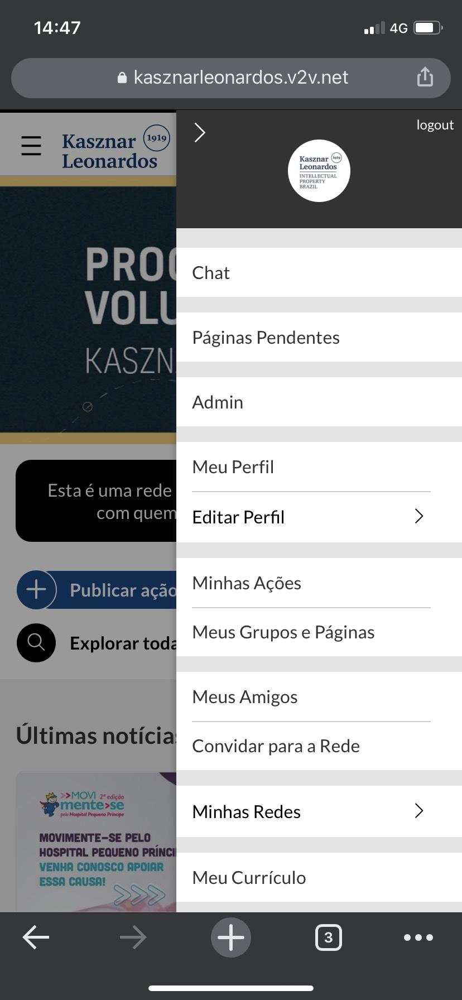 14:47
4G
kasznarleonardos.v2v.net
logout
Kasznar 1919
Leonardos
Kasznar 1919
Leonardos
INTELLECTUAL
PROPERTY
BRAZIL
VOLU
KASZN
Chat
Páginas Pendentes
Admin
Meu Perfil
Editar Perfil
Esta é uma rede
com quem
Publicar ação
Explorar toda
Minhas Ações
Meus Grupos e Páginas
Meus Amigos
Convidar para a Rede
Últimas notícias
>>MOVI 2ª edição
mente>se
pelo Hospital Pequeno Príncipe
MOVIMENTE-SE PELO
HOSPITAL PEQUENO PRÍNCI
VENHA CONOSCO APOIAR
ESSA CAUSA!
Minhas Redes
Meu Currículo
3